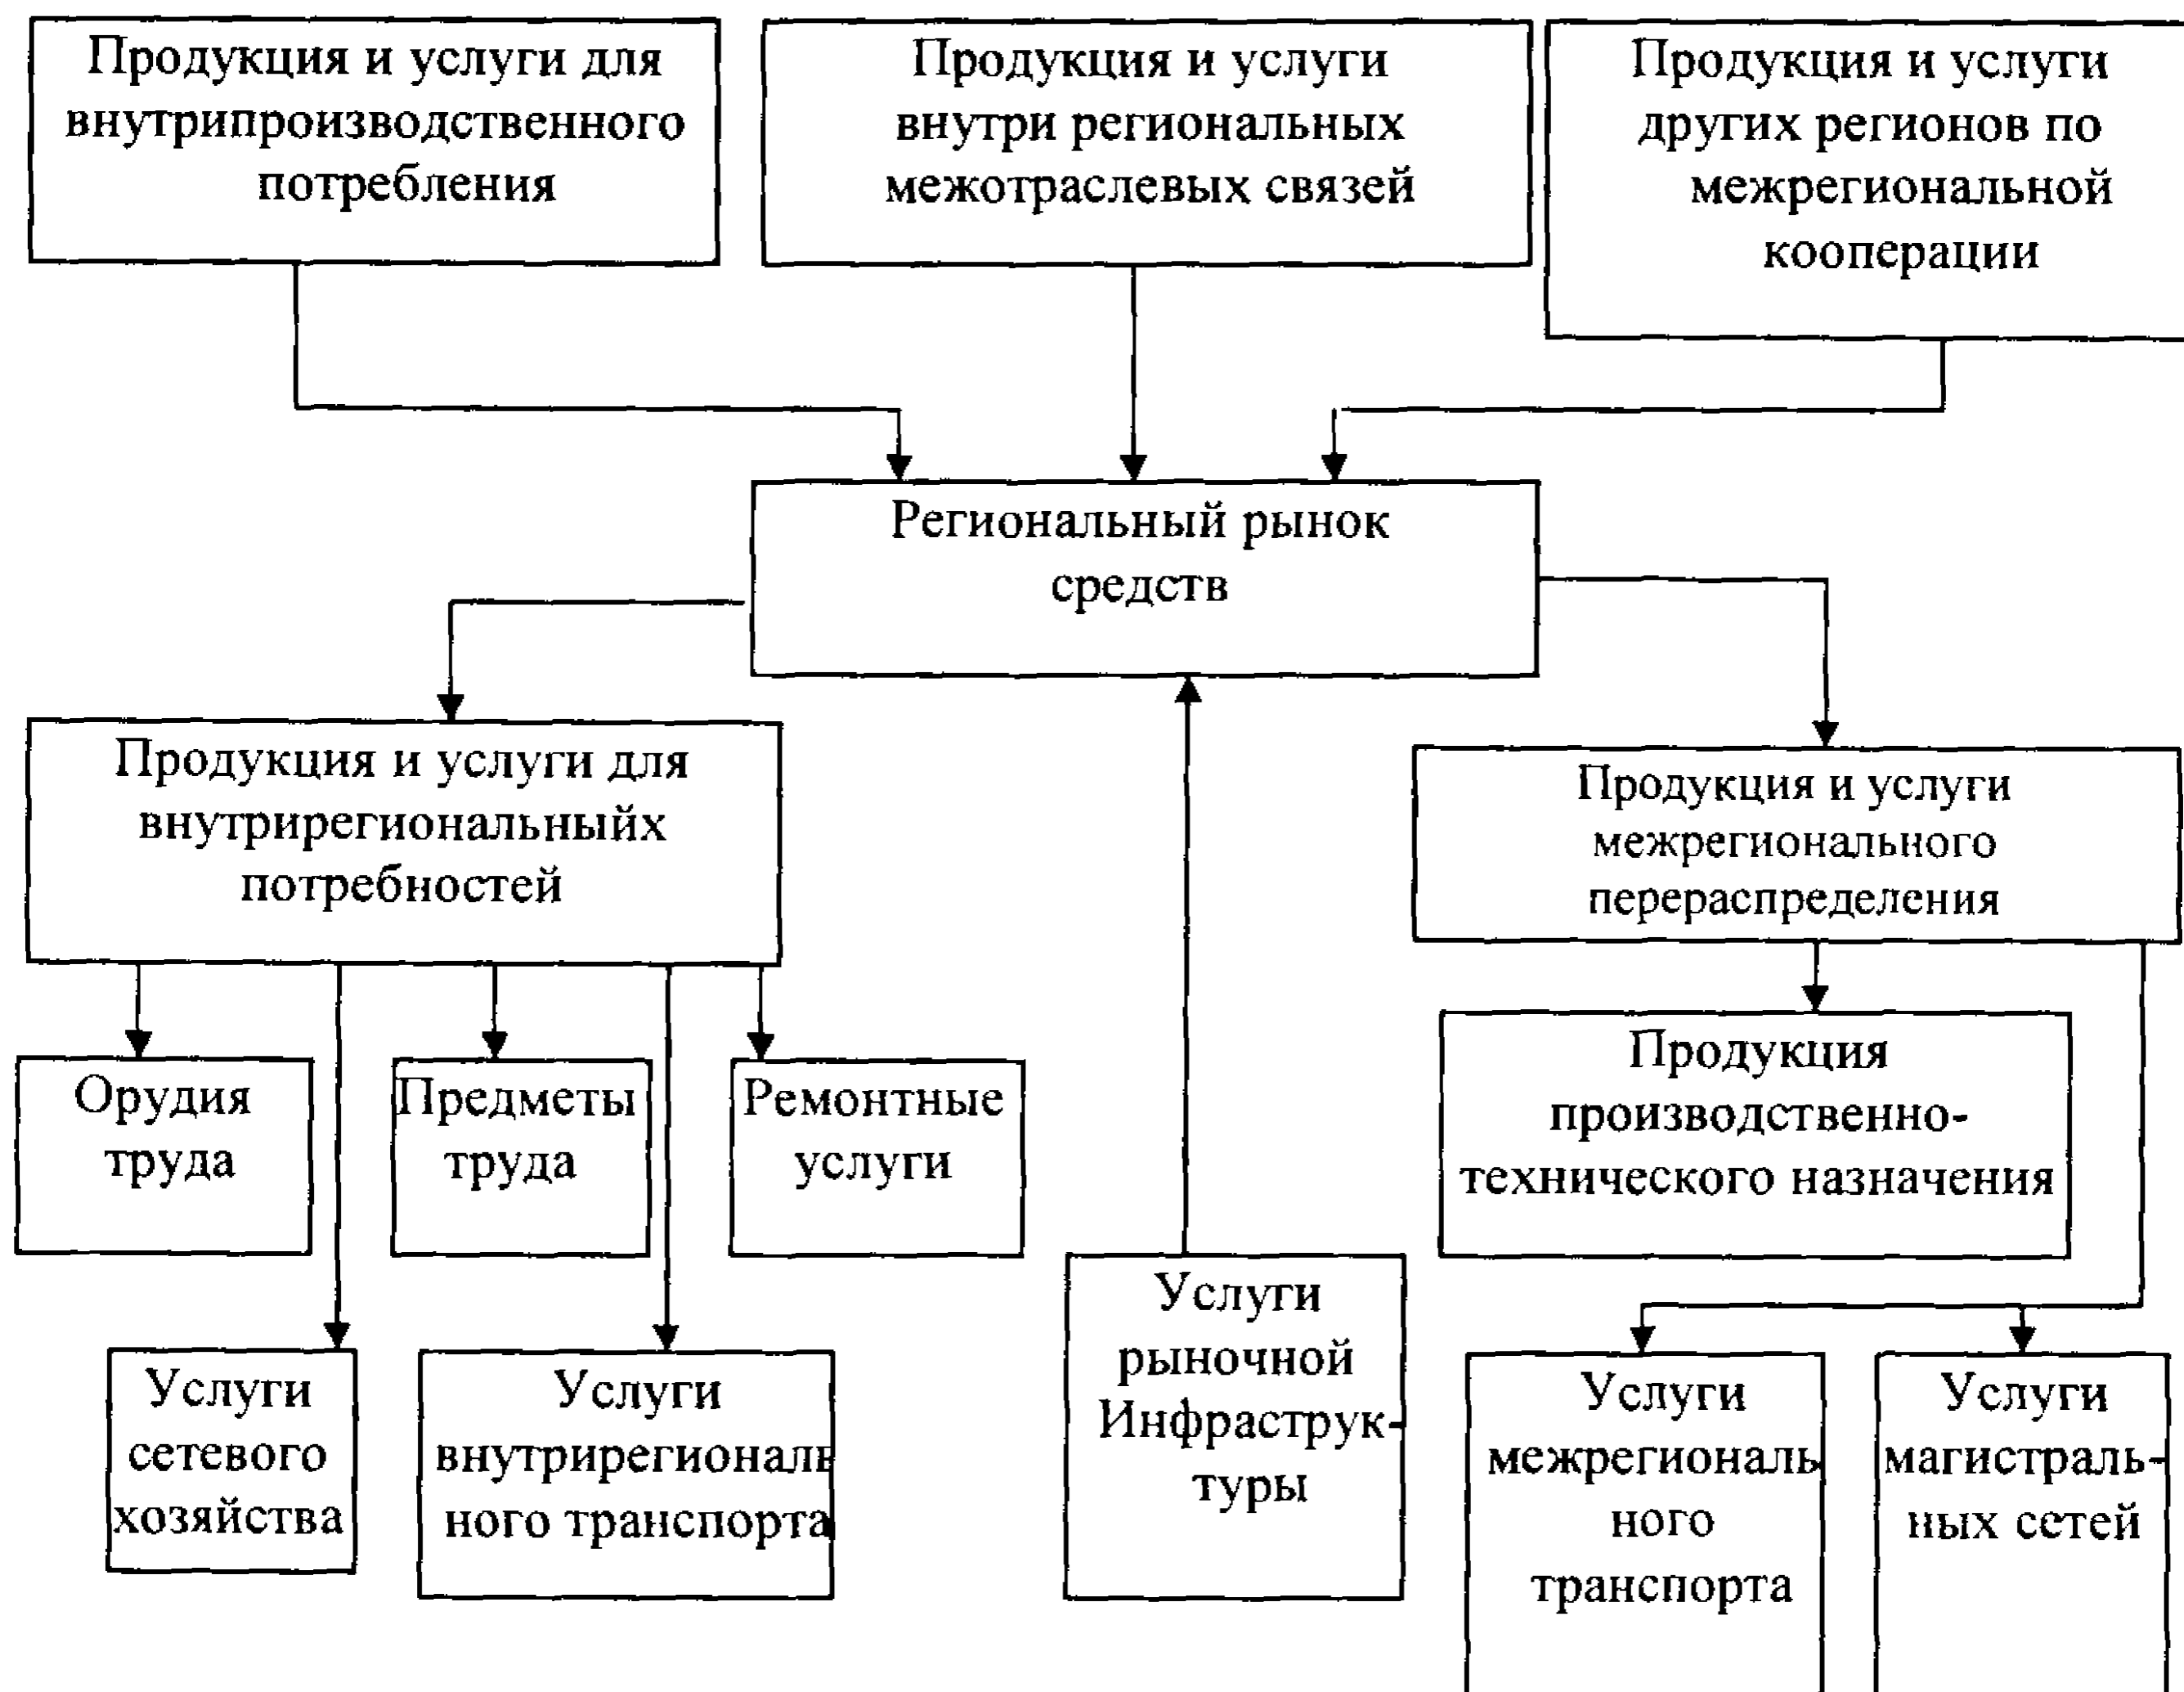 Продукция и услуги для
внутрипроизводственного
потребления
Продукция и услуги
внутри региональных
межотраслевых связей
Продукция и услуги
других регионов по
межрегиональной
кооперации
Региональный рынок
средств
Продукция и услуги для
внутрирегиональныйх
потребностей
Продукция и услуги
межрегионального
перераспределения
Орудия
труда
Предметы
труда
Ремонтные
услуги
Продукция
производственно-
технического назначения
Услуги
сетевого
хозяйства
Услуги
внутрирегиональ
ного транспорта
Услуги
рыночной
Инфраструк-
туры
Услуги
межрегиональ
ного
транспорта
Услуги
магистраль-
ных сетей